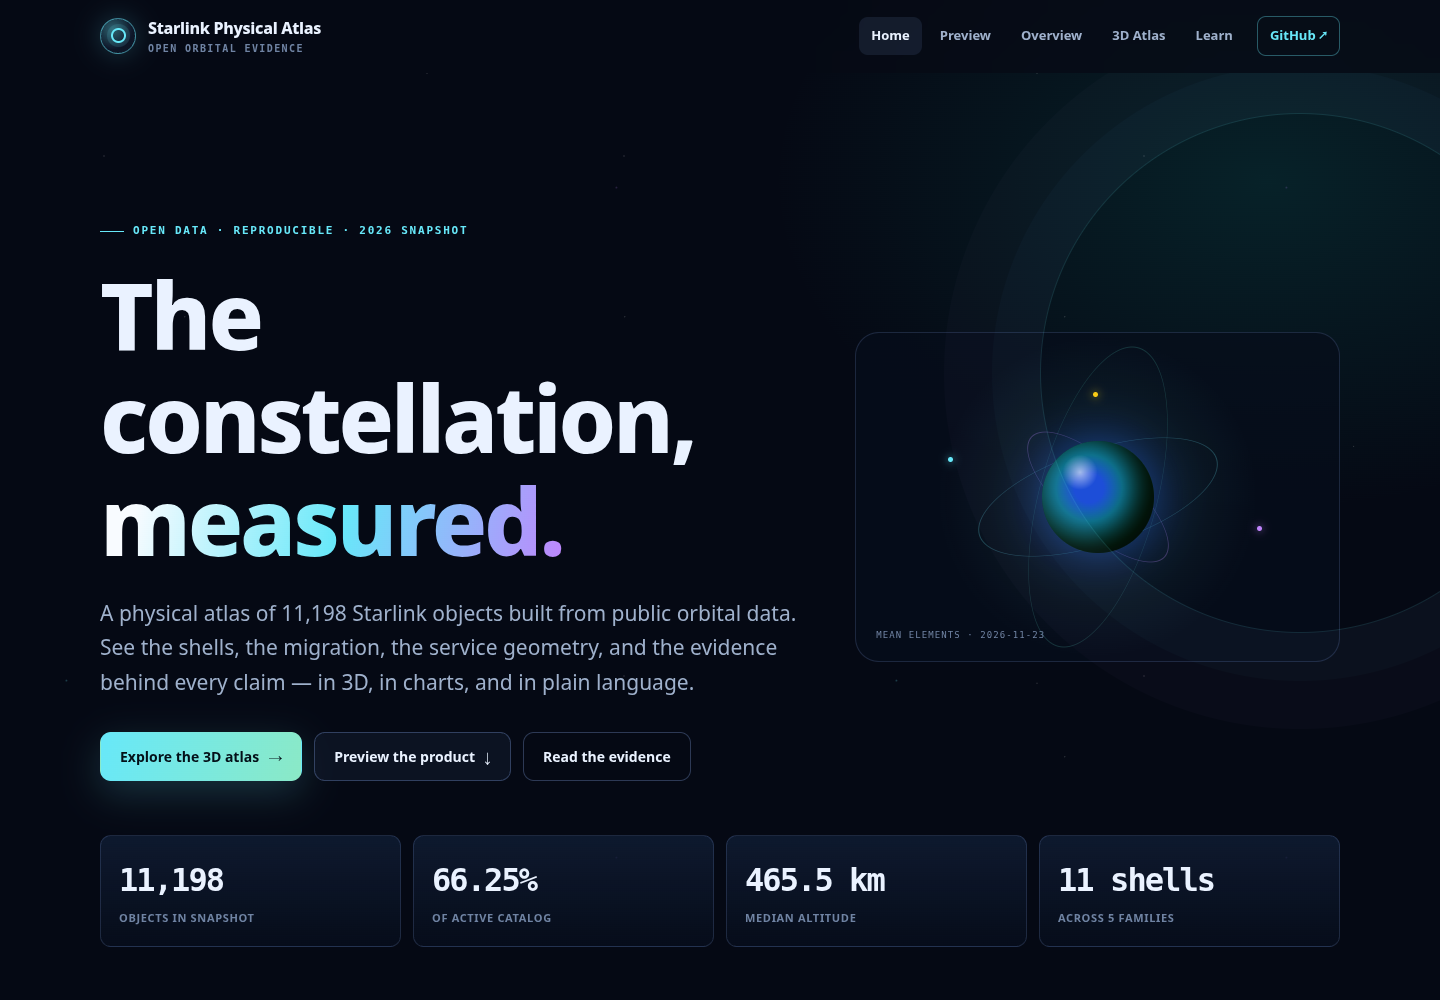 Starlink Physical Atlas
OPEN ORBITAL EVIDENCE
Home Preview Overview 3D Atlas Learn GitHub ↗
OPEN DATA · REPRODUCIBLE · 2026 SNAPSHOT
The
constellation,
measured.
A physical atlas of 11,198 Starlink objects built from public orbital data.
See the shells, the migration, the service geometry, and the evidence
behind every claim — in 3D, in charts, and in plain language.
MEAN ELEMENTS · 2026-11-23
Explore the 3D atlas → Preview the product ↓ Read the evidence
11,198
OBJECTS IN SNAPSHOT
66.25%
OF ACTIVE CATALOG
465.5 km
MEDIAN ALTITUDE
11 shells
ACROSS 5 FAMILIES